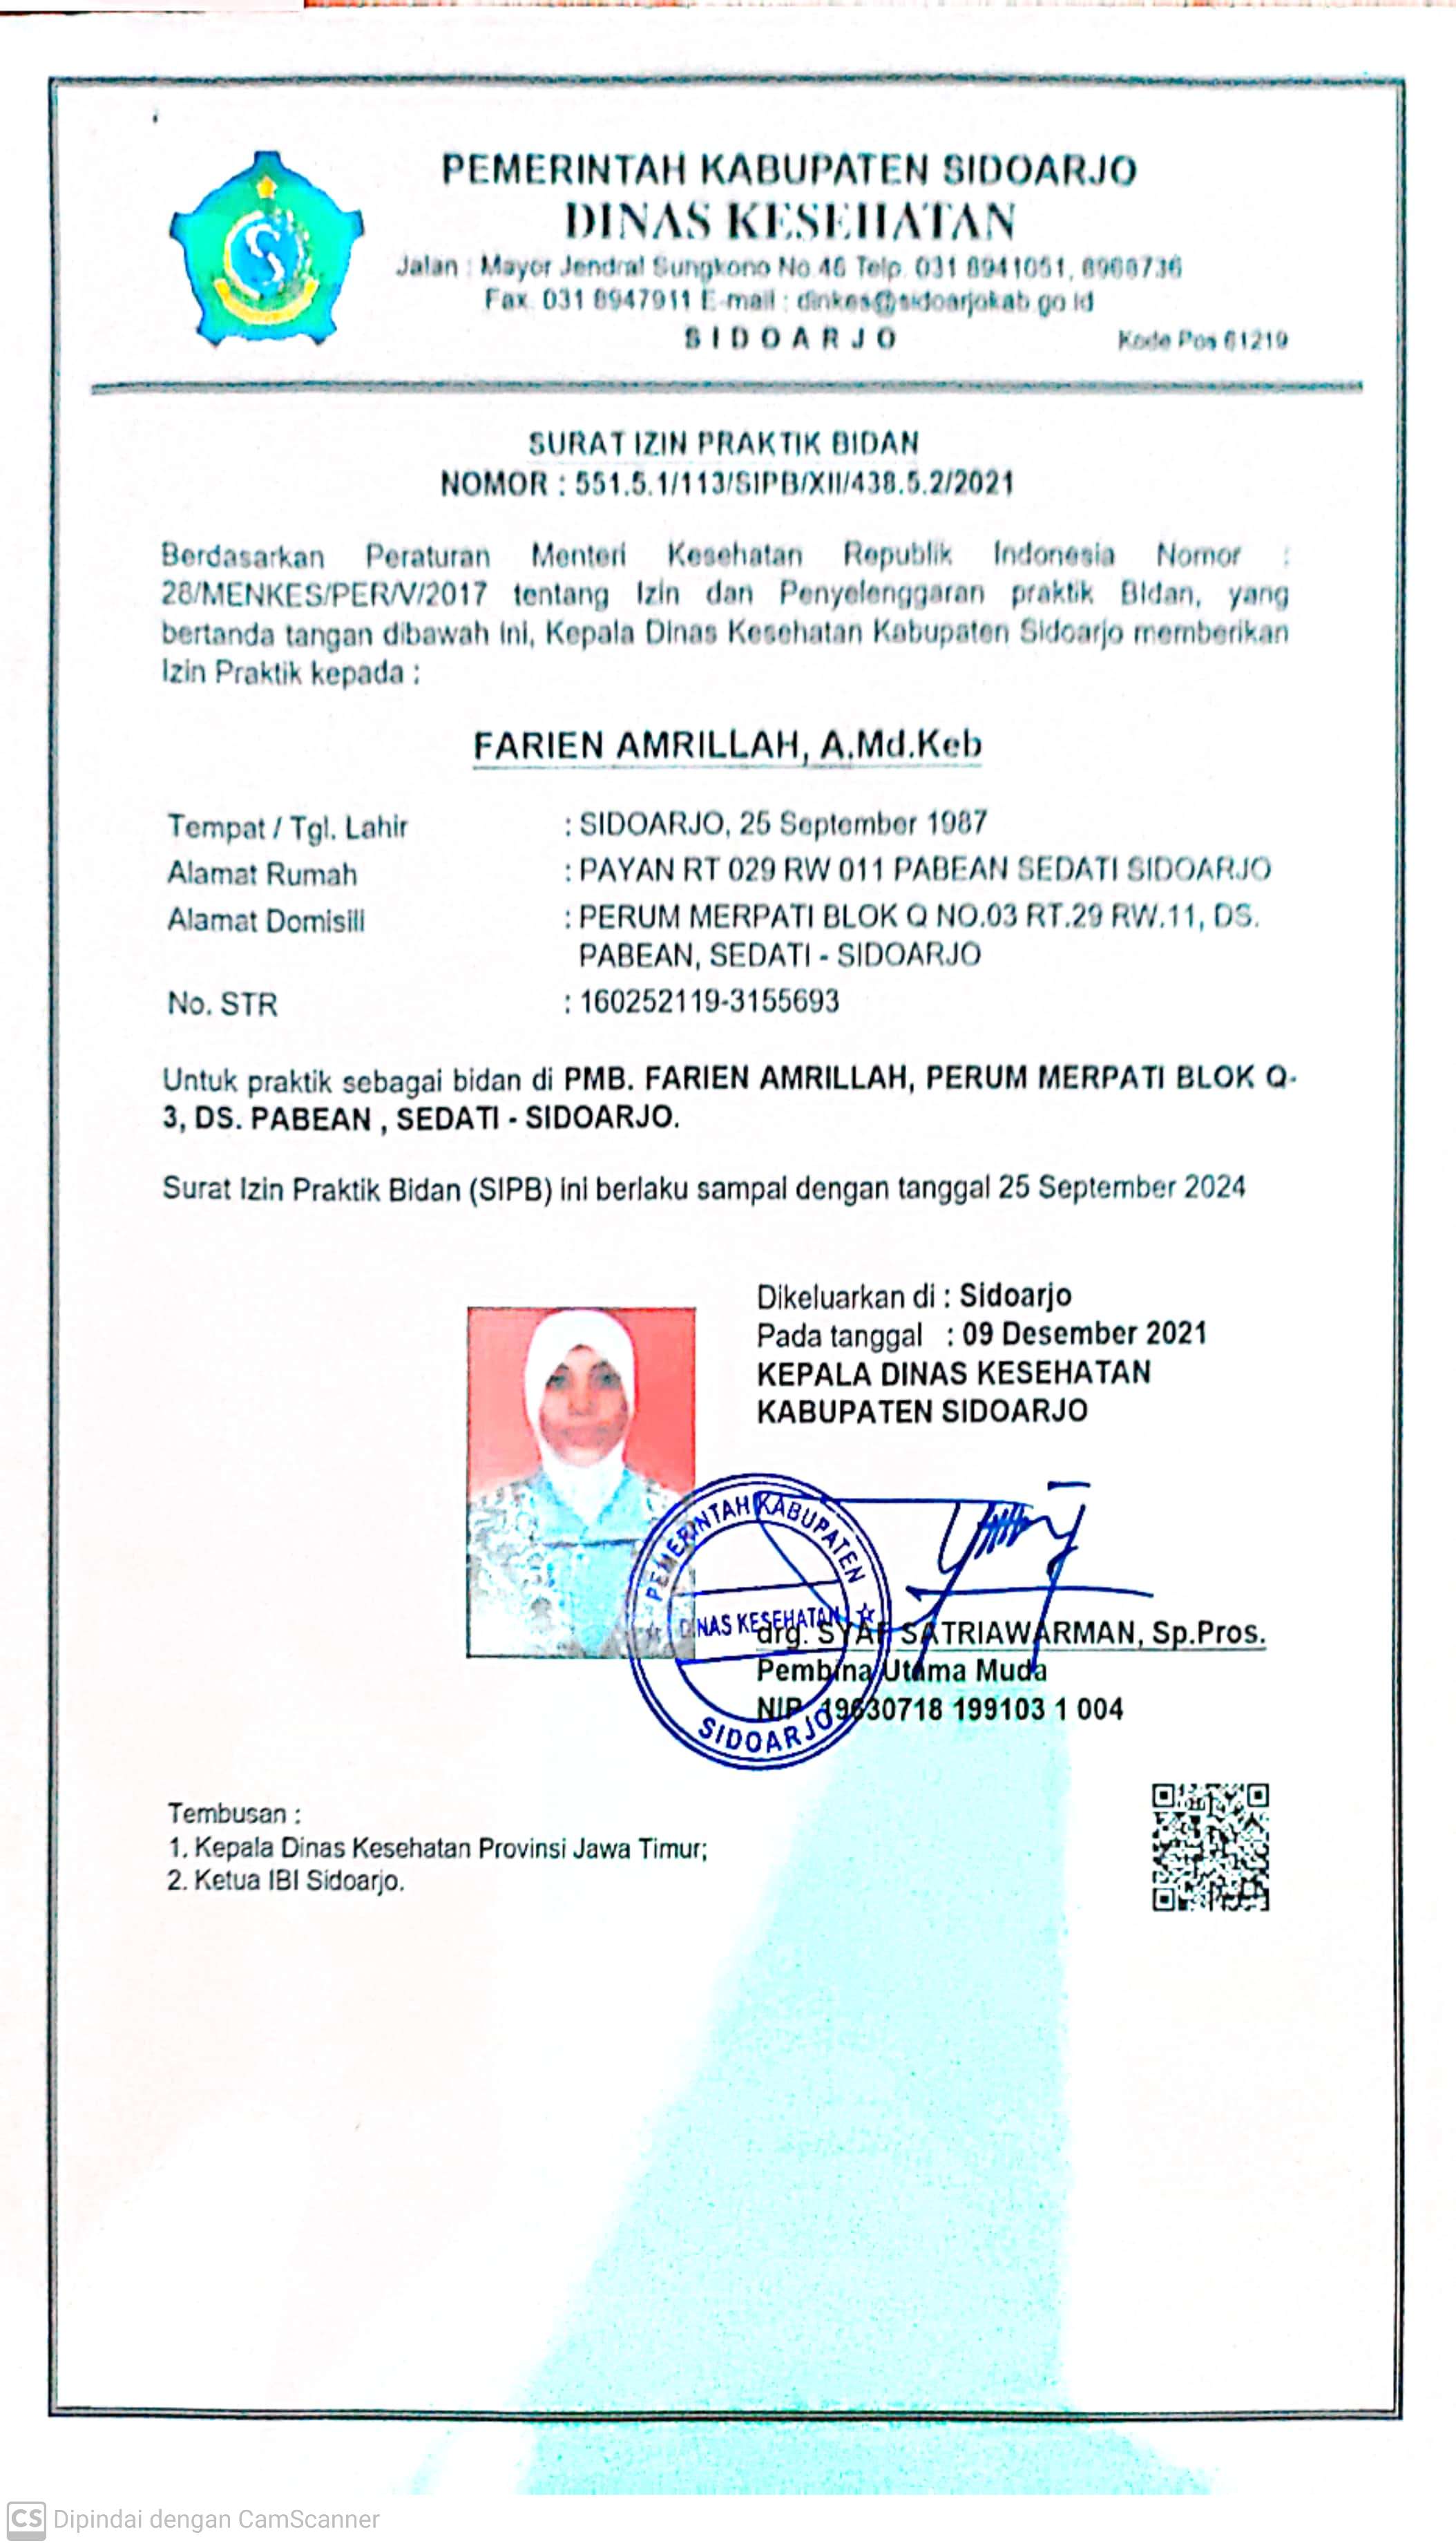 PEMERINTAH KABUPATEN SIDOARJO
DINAS KESEHATAN
Jalan : Mayor Jendral Sungkono No.46 Telp. 031 8941051, 8968736
Fax. 031 8947911 E-mail : dinkes@sidoarjokab.go.id
SIDOARJO
Kode Pos 61219
SURAT IZIN PRAKTIK BIDAN
NOMOR : 551.5.1/113/SIPB/XII/438.5.2/2021
Berdasarkan Peraturan Menteri Kesehatan Republik Indonesia Nomor :
28/MENKES/PER/V/2017 tentang Izin dan Penyelenggaran praktik Bidan, yang
bertanda tangan dibawah ini, Kepala Dinas Kesehatan Kabupaten Sidoarjo memberikan
Izin Praktik kepada :
FARIEN AMRILLAH, A.Md.Keb
Tempat / Tgl. Lahir : SIDOARJO, 25 September 1987
Alamat Rumah : PAYAN RT 029 RW 011 PABEAN SEDATI SIDOARJO
Alamat Domisili : PERUM MERPATI BLOK Q NO.03 RT.29 RW.11, DS.
PABEAN, SEDATI - SIDOARJO
No. STR : 160252119-3155693
Untuk praktik sebagai bidan di PMB. FARIEN AMRILLAH, PERUM MERPATI BLOK Q-
3, DS. PABEAN , SEDATI - SIDOARJO.
Surat Izin Praktik Bidan (SIPB) ini berlaku sampai dengan tanggal 25 September 2024
Dikeluarkan di : Sidoarjo
Pada tanggal : 09 Desember 2021
KEPALA DINAS KESEHATAN
KABUPATEN SIDOARJO
PEMERINTAH KABUPATEN
DINAS KESEHATAN
SIDOARJO
drg. SYAF SATRIAWARMAN, Sp.Pros.
Pembina Utama Muda
NIP. 19630718 199103 1 004
Tembusan :
1. Kepala Dinas Kesehatan Provinsi Jawa Timur;
2. Ketua IBI Sidoarjo.
CS Dipindai dengan CamScanner